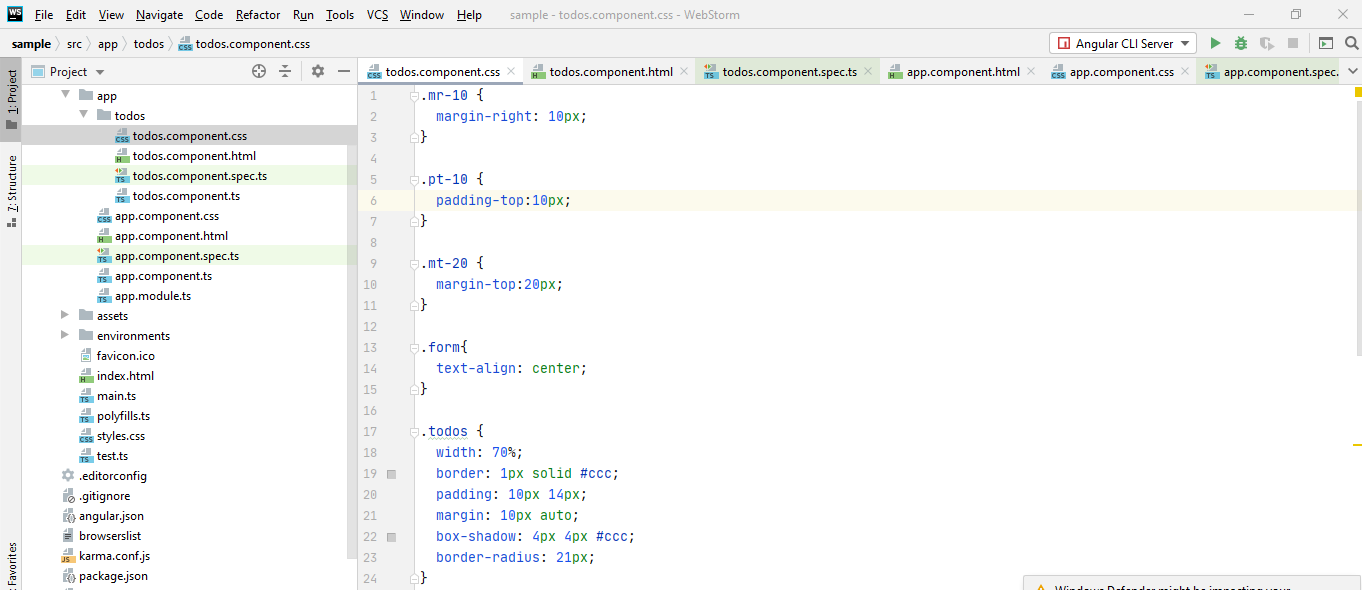 WS File Edit View Navigate Code Refactor Run Tools VCS Window Help sample - todos.component.css - WebStorm
sample src app todos todos.component.css Angular CLI Server
1: Project
7: Structure
Favorites
Project
app
todos
todos.component.css
todos.component.html
todos.component.spec.ts
todos.component.ts
app.component.css
app.component.html
app.component.spec.ts
app.component.ts
app.module.ts
assets
environments
favicon.ico
index.html
main.ts
polyfills.ts
styles.css
test.ts
.editorconfig
.gitignore
angular.json
browserslist
karma.conf.js
package.json
todos.component.css todos.component.html todos.component.spec.ts app.component.html app.component.css app.component.spec.
1 .mr-10 {
2 margin-right: 10px;
3 }
4
5 .pt-10 {
6 padding-top:10px;
7 }
8
9 .mt-20 {
10 margin-top:20px;
11 }
12
13 .form{
14 text-align: center;
15 }
16
17 .todos {
18 width: 70%;
19 border: 1px solid #ccc;
20 padding: 10px 14px;
21 margin: 10px auto;
22 box-shadow: 4px 4px #ccc;
23 border-radius: 21px;
24 }
Windows Defender might be impacting your